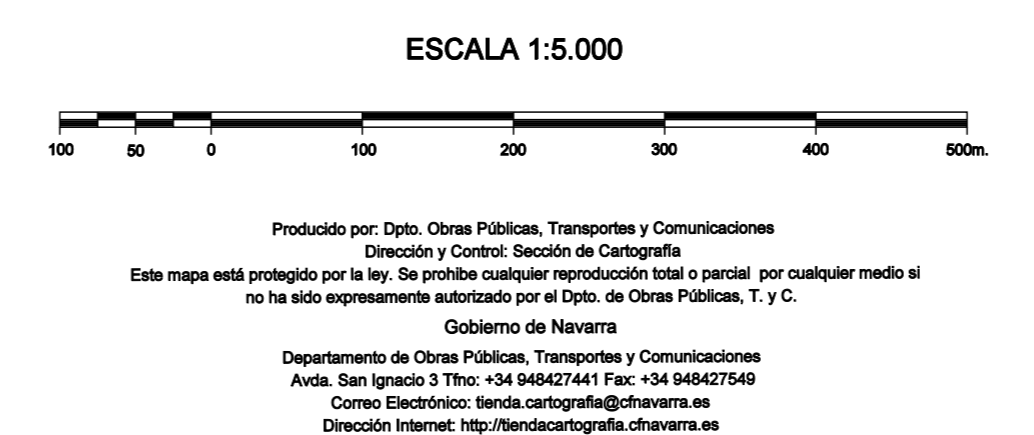 ESCALA 1:5.000
100 50 0 100 200 300 400 500m.
Producido por: Dpto. Obras Públicas, Transportes y Comunicaciones
Dirección y Control: Sección de Cartografía
Este mapa está protegido por la ley. Se prohibe cualquier reproducción total o parcial por cualquier medio si
no ha sido expresamente autorizado por el Dpto. de Obras Públicas, T. y C.
Gobierno de Navarra
Departamento de Obras Públicas, Transportes y Comunicaciones
Avda. San Ignacio 3 Tfno: +34 948427441 Fax: +34 948427549
Correo Electrónico: tienda.cartografia@cfnavarra.es
Dirección Internet: http://tiendacartografia.cfnavarra.es